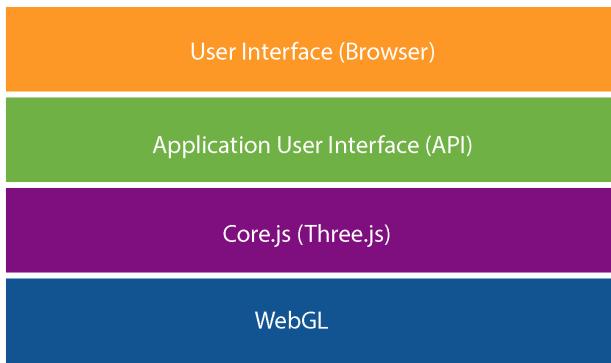 User Interface (Browser)
Application User Interface (API)
Core.js (Three.js)
WebGL